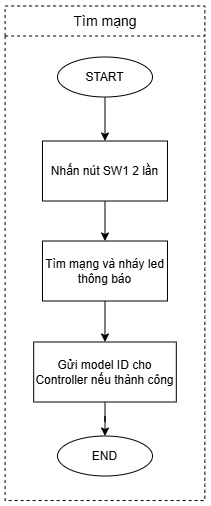 Tìm mạng
START
Nhấn nút SW1 2 lần
Tìm mạng và nháy led
thông báo
Gửi model ID cho
Controller nếu thành công
END